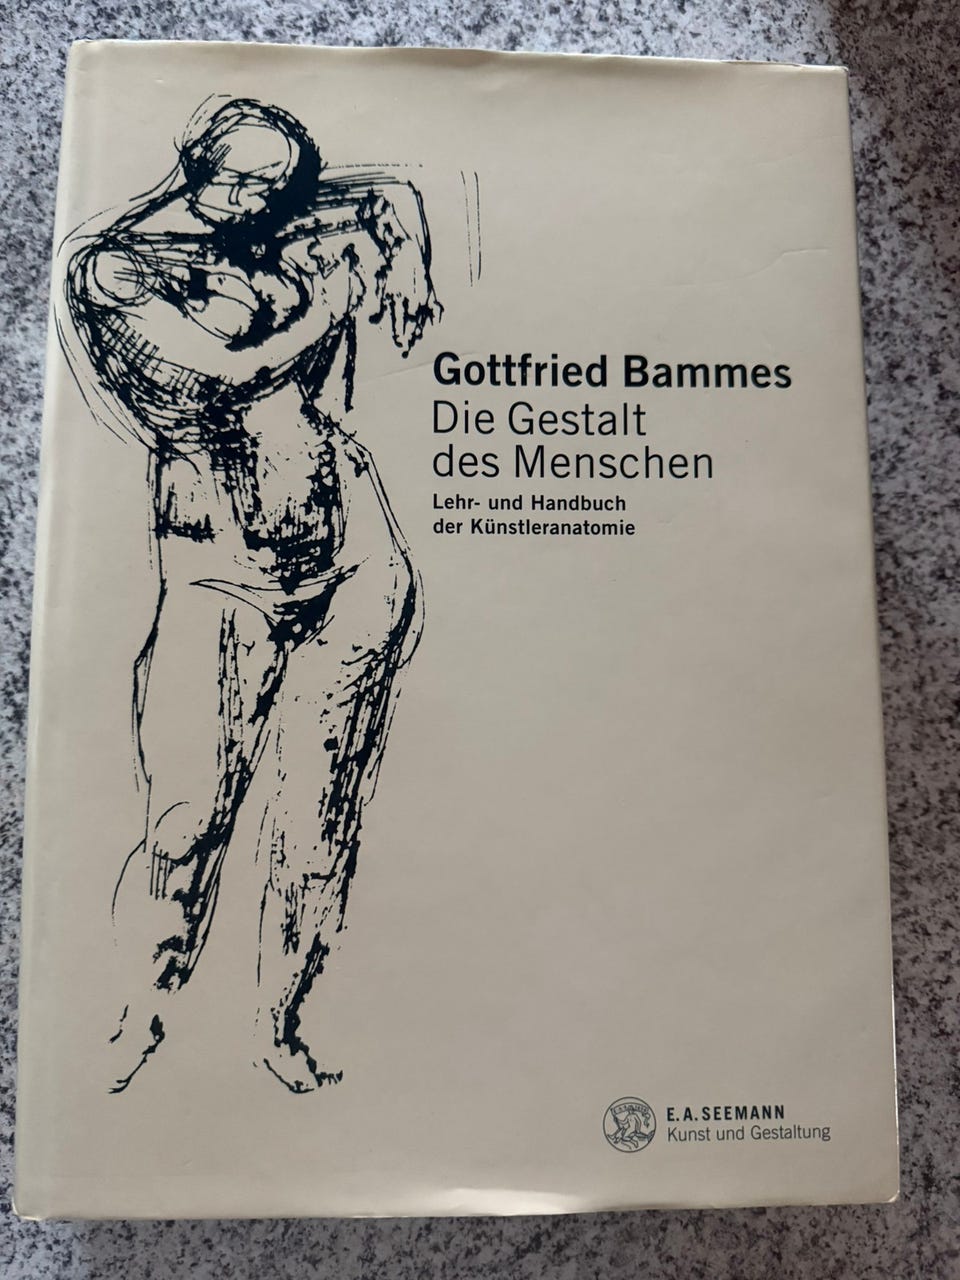 Gottfried Bammes
Die Gestalt
des Menschen
Lehr- und Handbuch
der Künstleranatomie
E. A. SEEMANN
Kunst und Gestaltung